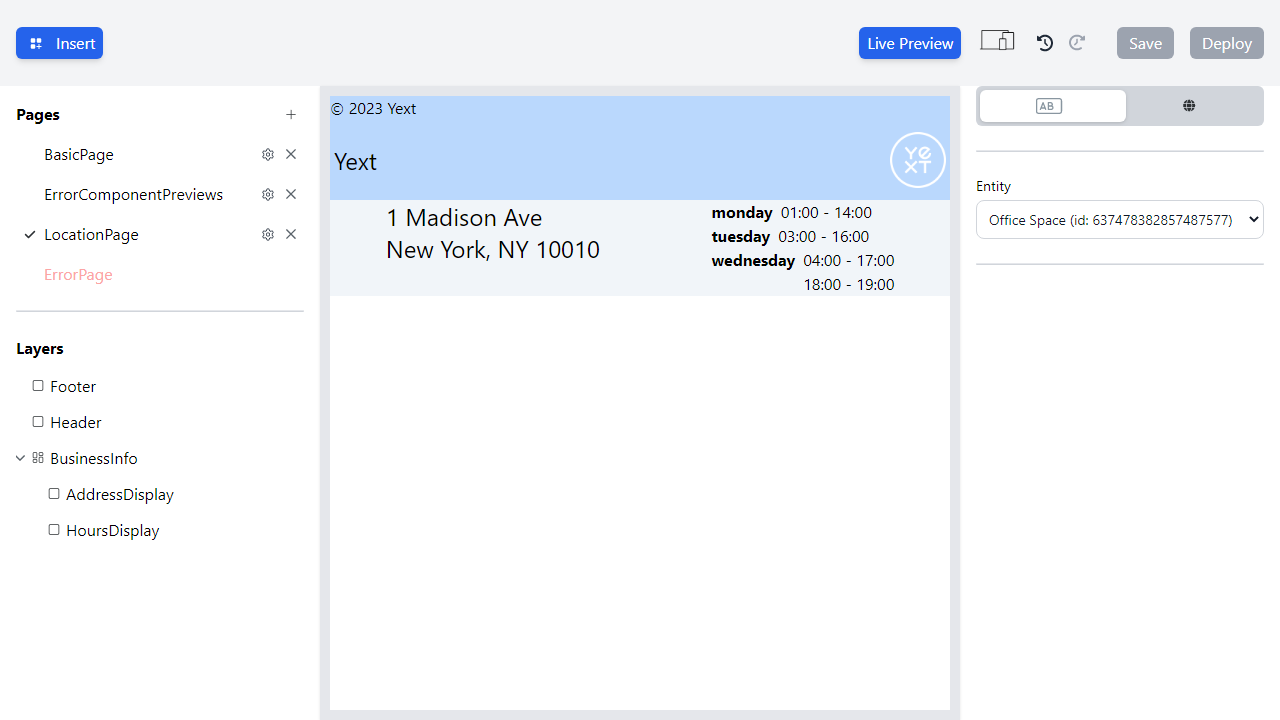 Insert
Live Preview
Save
Deploy
Pages
BasicPage
ErrorComponentPreviews
LocationPage
ErrorPage
Layers
Footer
Header
BusinessInfo
AddressDisplay
HoursDisplay
© 2023 Yext
Yext
YEXT
1 Madison Ave
New York, NY 10010
monday 01:00 - 14:00
tuesday 03:00 - 16:00
wednesday 04:00 - 17:00
18:00 - 19:00
AB
Entity
Office Space (id: 637478382857487577)